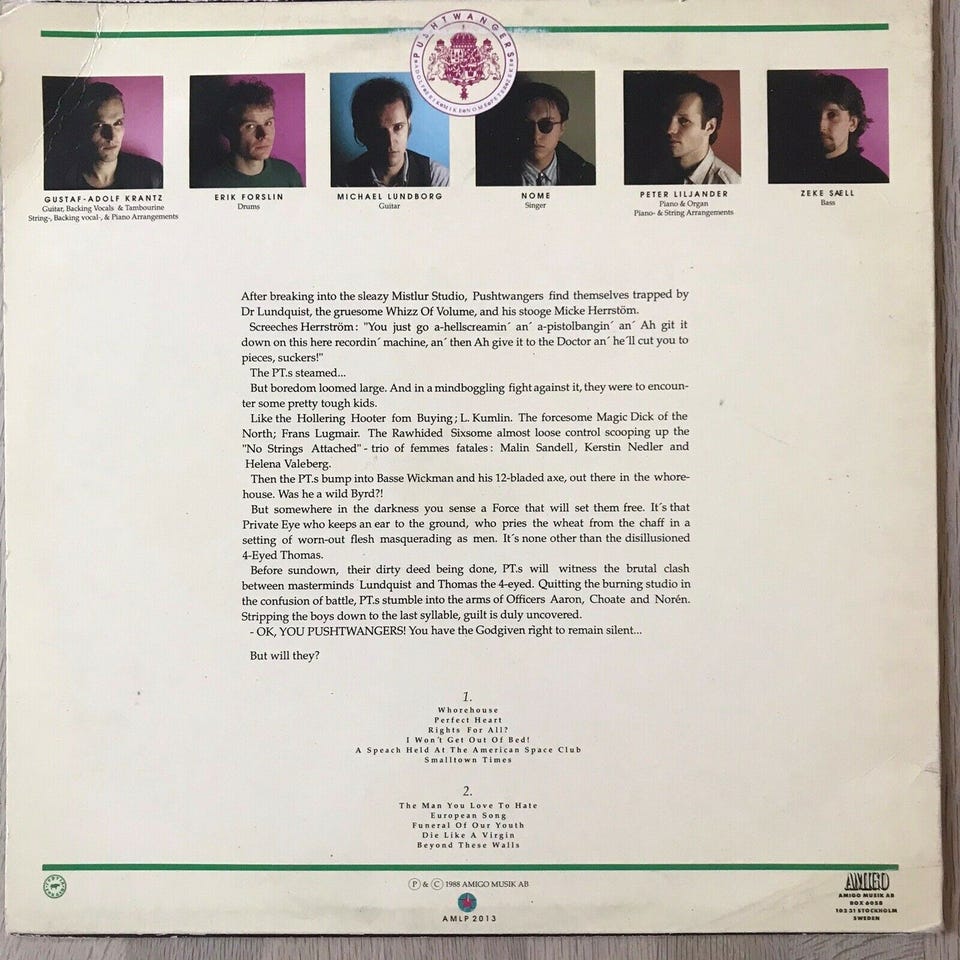 PUSHTWANGERS
GUSTAF-ADOLF KRANTZ
Guitar, Backing Vocals & Tambourine
String-, Backing vocal-, & Piano Arrangements
ERIK FORSLIN
Drums
MICHAEL LUNDBORG
Guitar
NOME
Singer
PETER LILJANDER
Piano & Organ
Piano- & String Arrangements
ZEKE SÆLL
Bass
After breaking into the sleazy Mistlur Studio, Pushtwangers find themselves trapped by
Dr Lundquist, the gruesome Whizz Of Volume, and his stooge Micke Herrström.
Screeches Herrström: "You just go a-hellscreamin´ an´ a-pistolbangin´ an´ Ah git it
down on this here recordin´ machine, an´ then Ah give it to the Doctor an´ he´ll cut you to
pieces, suckers!"
The PT.s steamed...
But boredom loomed large. And in a mindboggling fight against it, they were to encoun-
ter some pretty tough kids.
Like the Hollering Hooter fom Buying; L. Kumlin. The forcesome Magic Dick of the
North; Frans Lugmair. The Rawhided Sixsome almost loose control scooping up the
"No Strings Attached" - trio of femmes fatales: Malin Sandell, Kerstin Nedler and
Helena Valeberg.
Then the PT.s bump into Basse Wickman and his 12-bladed axe, out there in the whore-
house. Was he a wild Byrd?!
But somewhere in the darkness you sense a Force that will set them free. It´s that
Private Eye who keeps an ear to the ground, who pries the wheat from the chaff in a
setting of worn-out flesh masquerading as men. It´s none other than the disillusioned
4-Eyed Thomas.
Before sundown, their dirty deed being done, PT.s will witness the brutal clash
between masterminds Lundquist and Thomas the 4-eyed. Quitting the burning studio in
the confusion of battle, PT.s stumble into the arms of Officers Aaron, Choate and Norén.
Stripping the boys down to the last syllable, guilt is duly uncovered.
- OK, YOU PUSHTWANGERS! You have the Godgiven right to remain silent...
But will they?
1.
Whorehouse
Perfect Heart
Rights For All?
I Won´t Get Out Of Bed!
A Speach Held At The American Space Club
Smalltown Times
2.
The Man You Love To Hate
European Song
Funeral Of Our Youth
Die Like A Virgin
Beyond These Walls
Ⓟ & Ⓒ 1988 AMIGO MUSIK AB
AMLP 2013
AMIGO
AMIGO MUSIK AB
BOX 6058
102 31 STOCKHOLM
SWEDEN